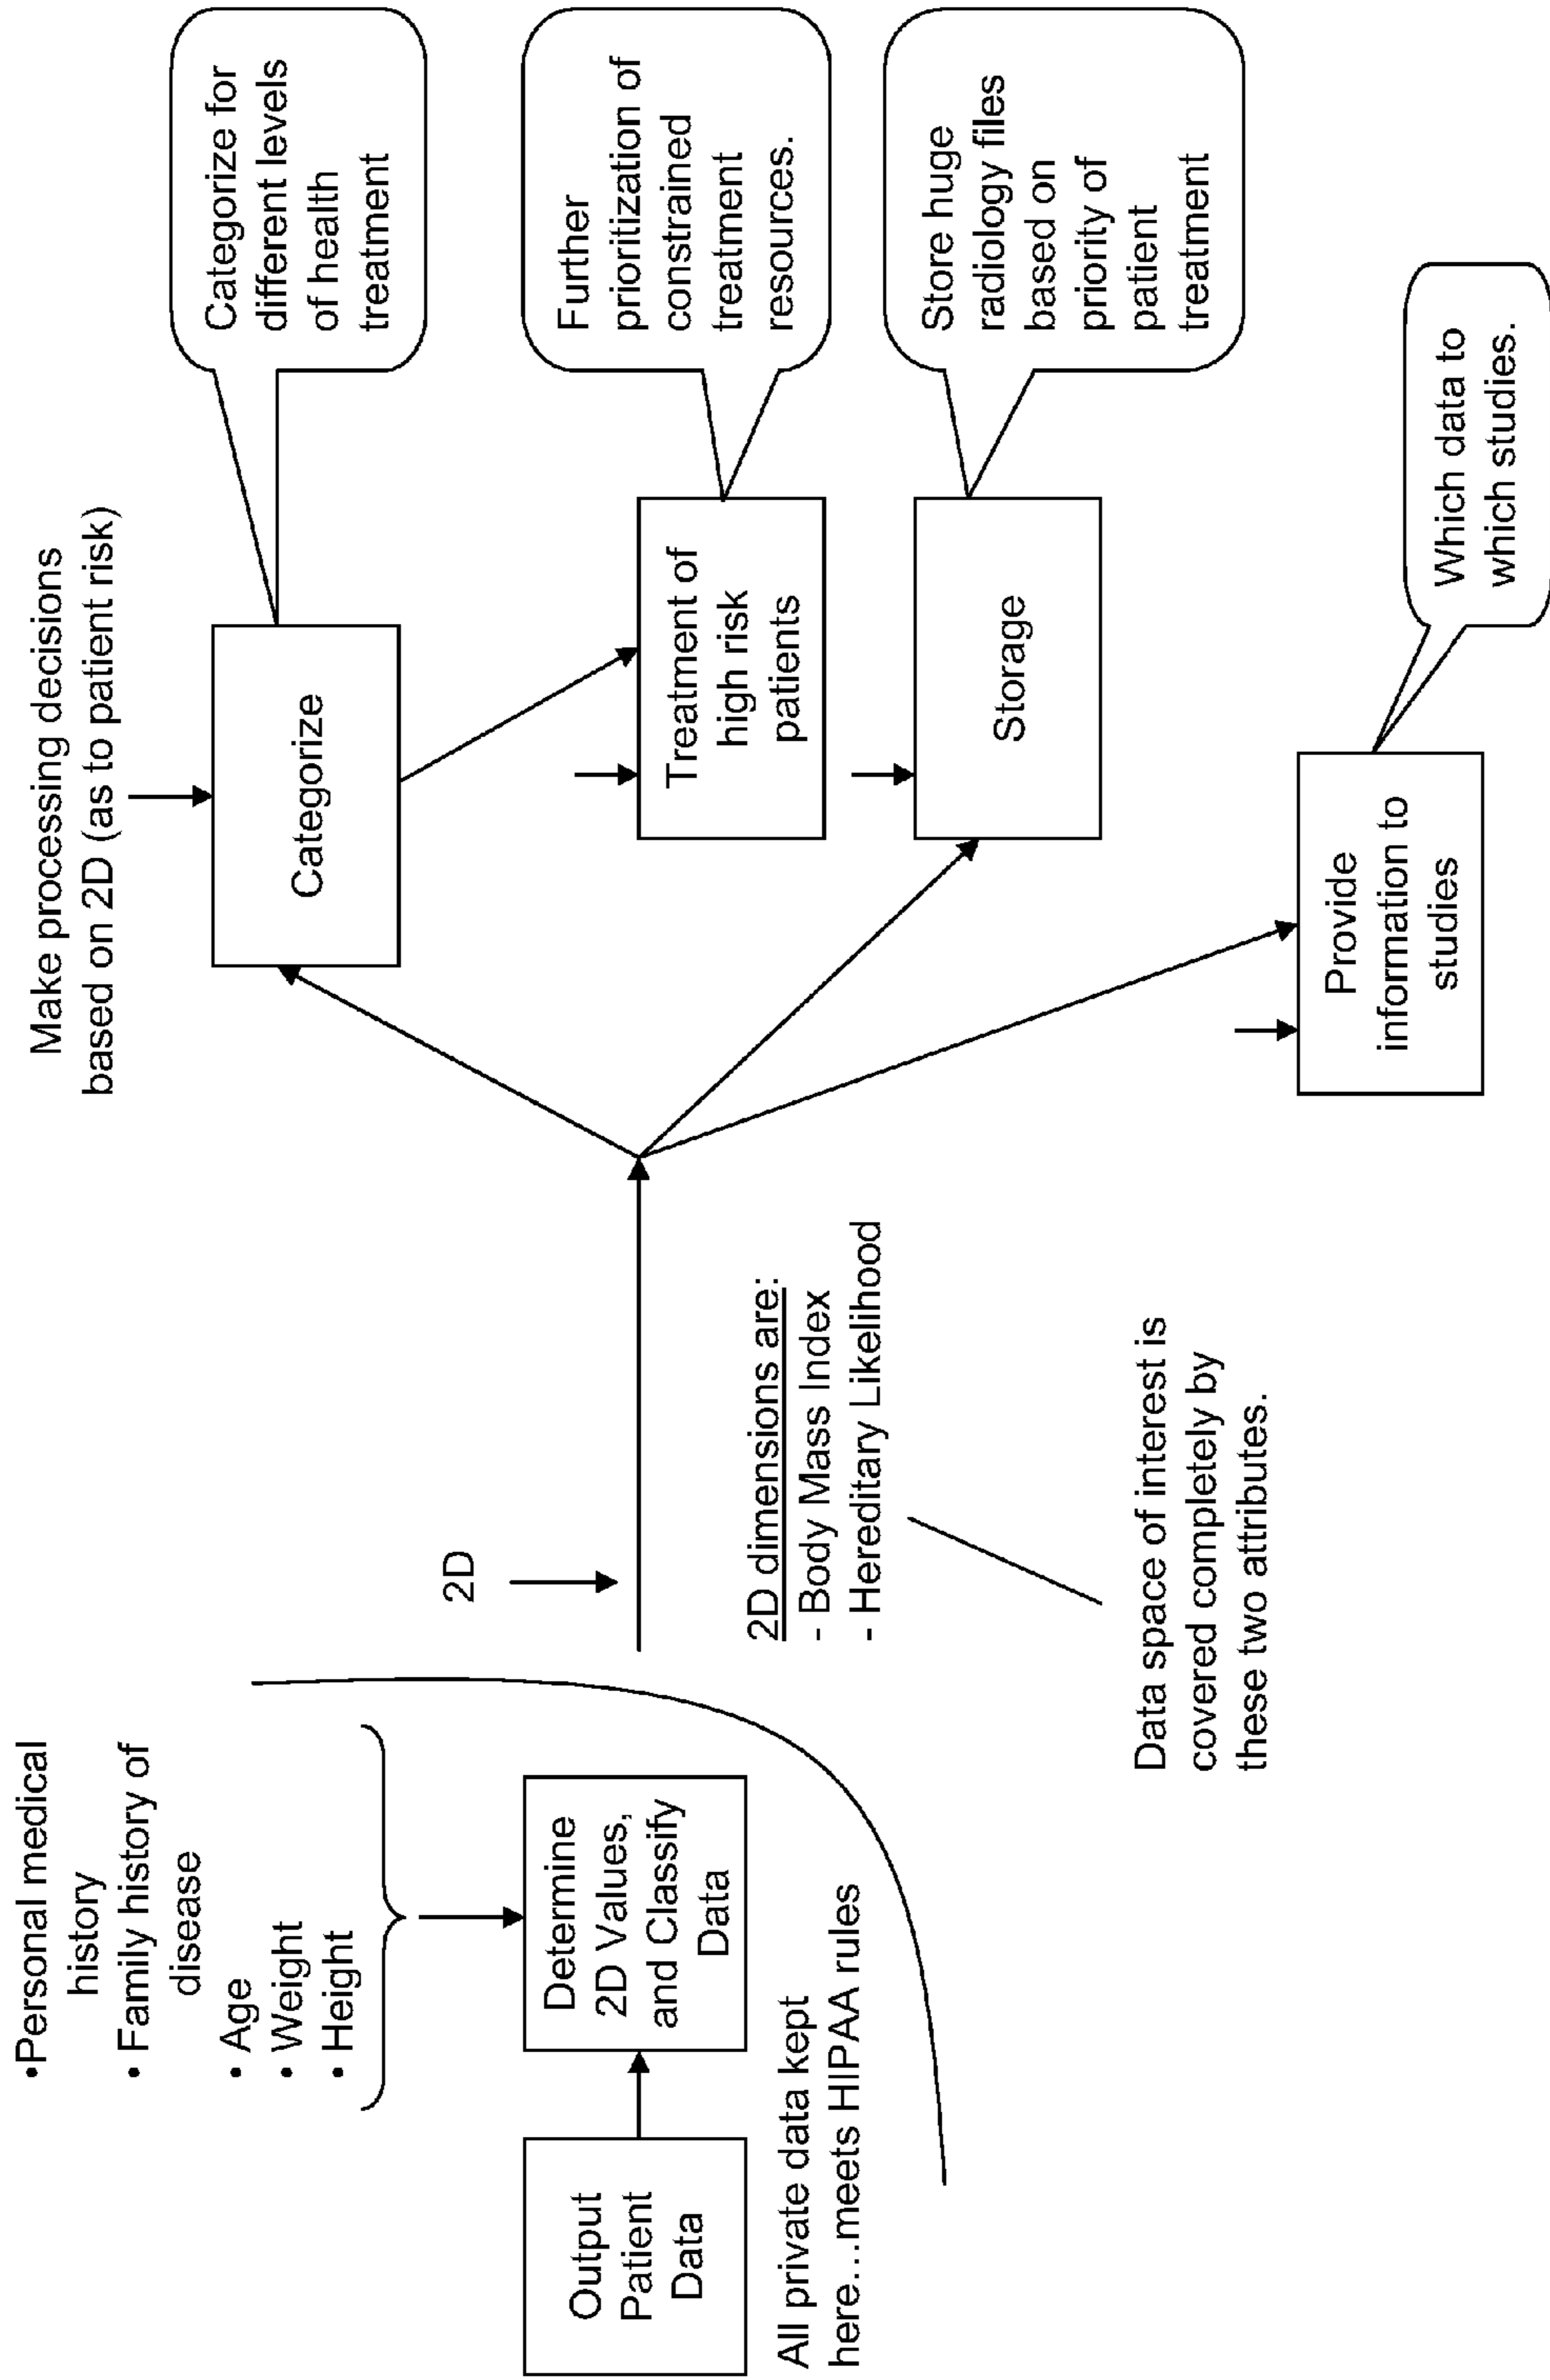 •Personal medical
history
• Family history of
disease
• Age
• Weight
• Height
Output
Patient
Data
Determine
2D Values,
and Classify
Data
All private data kept
here...meets HIPAA rules
2D
2D dimensions are:
- Body Mass Index
- Hereditary Likelihood
Data space of interest is
covered completely by
these two attributes.
Make processing decisions
based on 2D (as to patient risk)
Categorize
Categorize for
different levels
of health
treatment
Treatment of
high risk
patients
Further
prioritization of
constrained
treatment
resources.
Storage
Store huge
radiology files
based on
priority of
patient
treatment
Provide
information to
studies
Which data to
which studies.